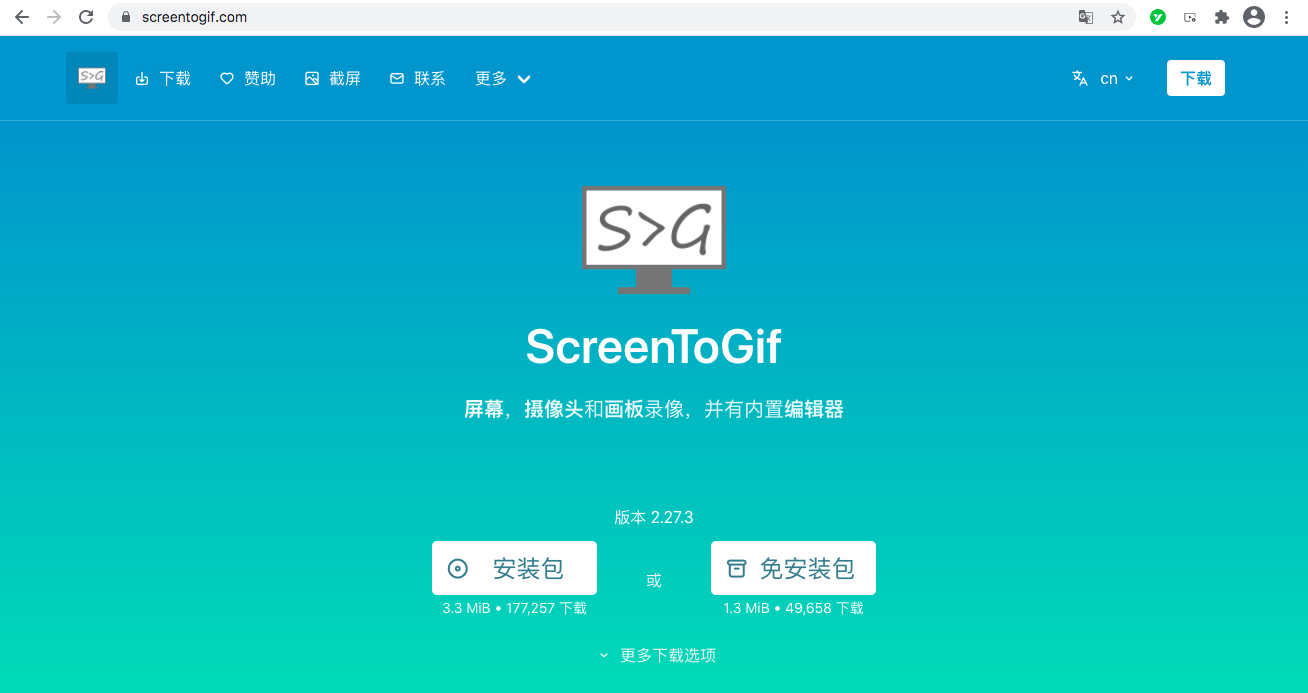 screentogif.com
S>G 下载 赞助 截屏 联系 更多 cn 下载
S>G
ScreenToGif
屏幕，摄像头和画板录像，并有内置编辑器
版本 2.27.3
安装包 或 免安装包
3.3 MiB • 177,257 下载 1.3 MiB • 49,658 下载
更多下载选项